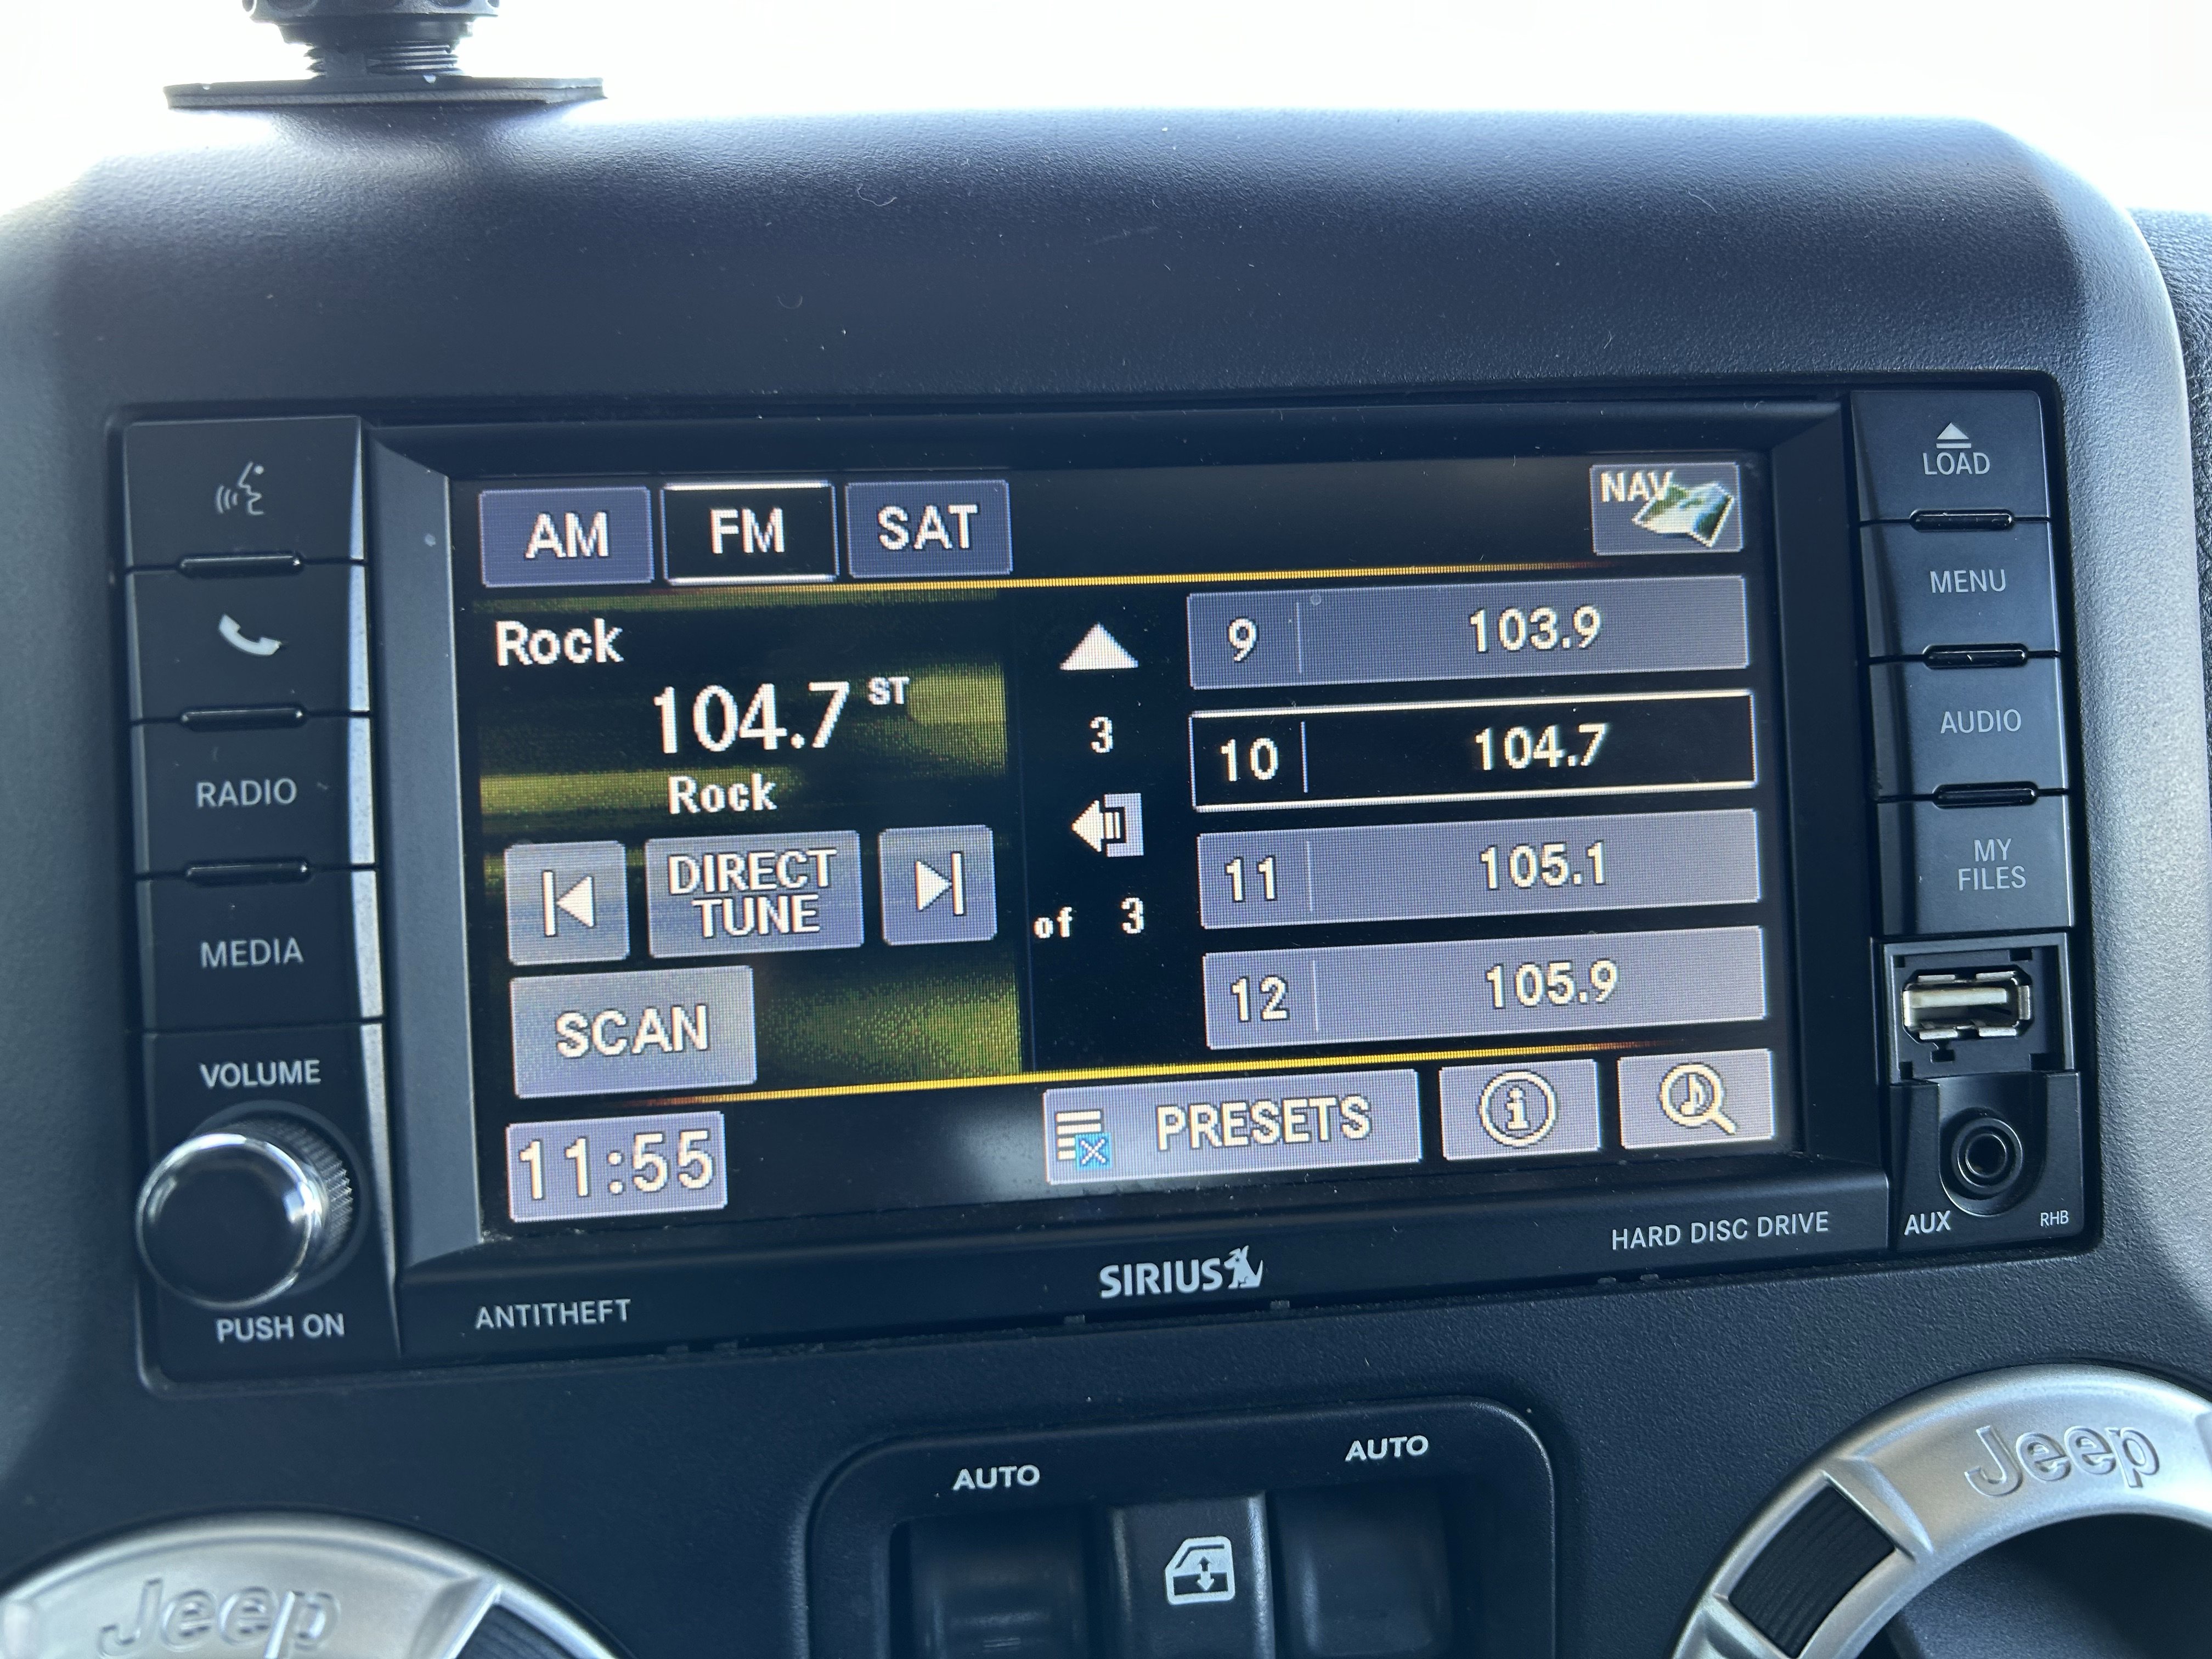 AM FM SAT NAV
Rock
104.7 ST
Rock
DIRECT
TUNE
SCAN
11:55
3
of 3
9 103.9
10 104.7
11 105.1
12 105.9
PRESETS
i
RADIO
MEDIA
VOLUME
PUSH ON
LOAD
MENU
AUDIO
MY
FILES
AUX RHB
ANTITHEFT
SIRIUS
HARD DISC DRIVE
AUTO AUTO
Jeep
Jeep